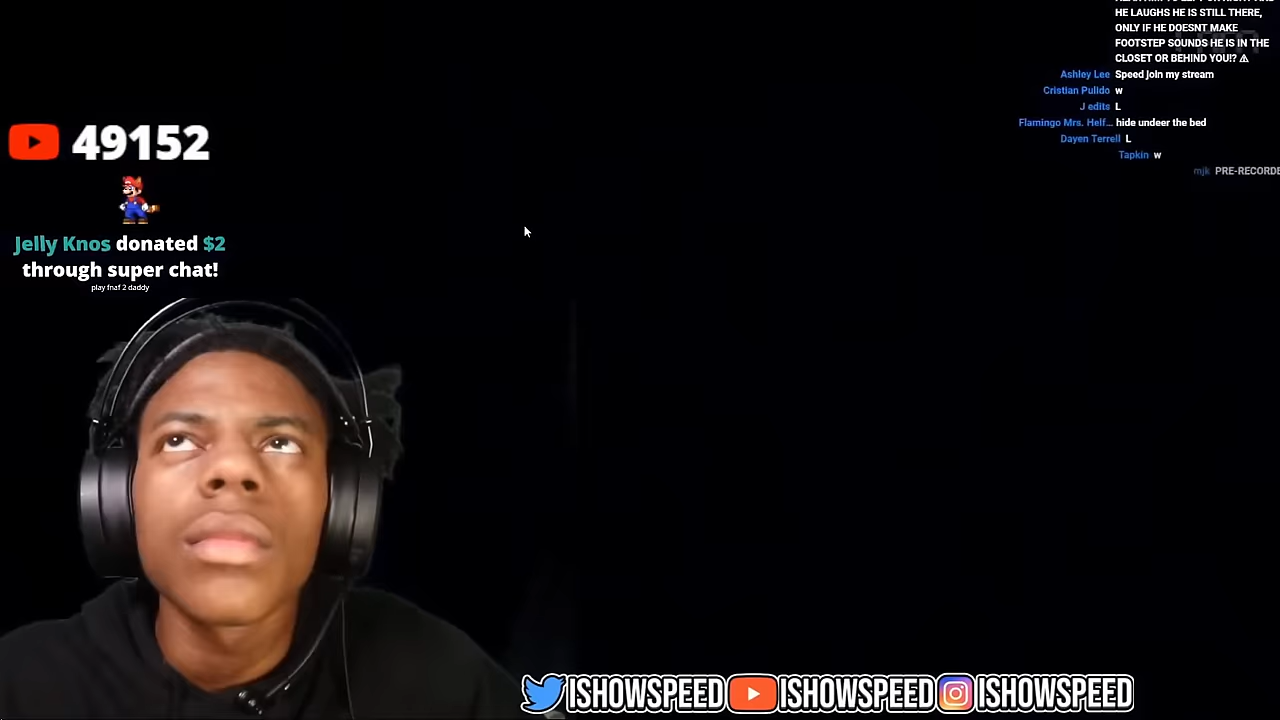 HE LAUGHS HE IS STILL THERE,
ONLY IF HE DOESNT MAKE
FOOTSTEP SOUNDS HE IS IN THE
CLOSET OR BEHIND YOU!? ⚠
Ashley Lee Speed join my stream
Cristian Pulido w
J edits L
Flamingo Mrs. Helf... hide undeer the bed
Dayen Terrell L
Tapkin w
mjk PRE-RECORDE
49152
Jelly Knos donated $2
through super chat!
play fnaf 2 daddy
ISHOWSPEED ISHOWSPEED ISHOWSPEED